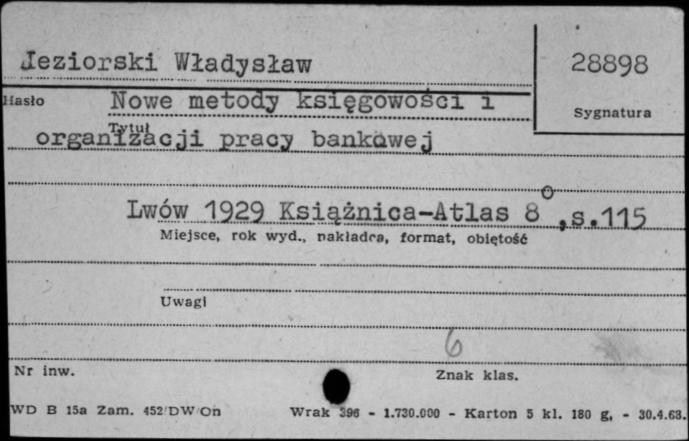 Jeziorski Władysław
28898
Hasło Nowe metody księgowości i
Sygnatura
Tytuł
organizacji pracy bankowej
Lwów 1929 Książnica-Atlas 8°,s.115
Miejsce, rok wyd., nakładca, format, objętość
Uwagi
6
Nr inw.
Znak klas.
WD B 15a Zam. 452/DW/Oh Wrak 396 - 1.730.000 - Karton 5 kl. 180 g, - 30.4.68.